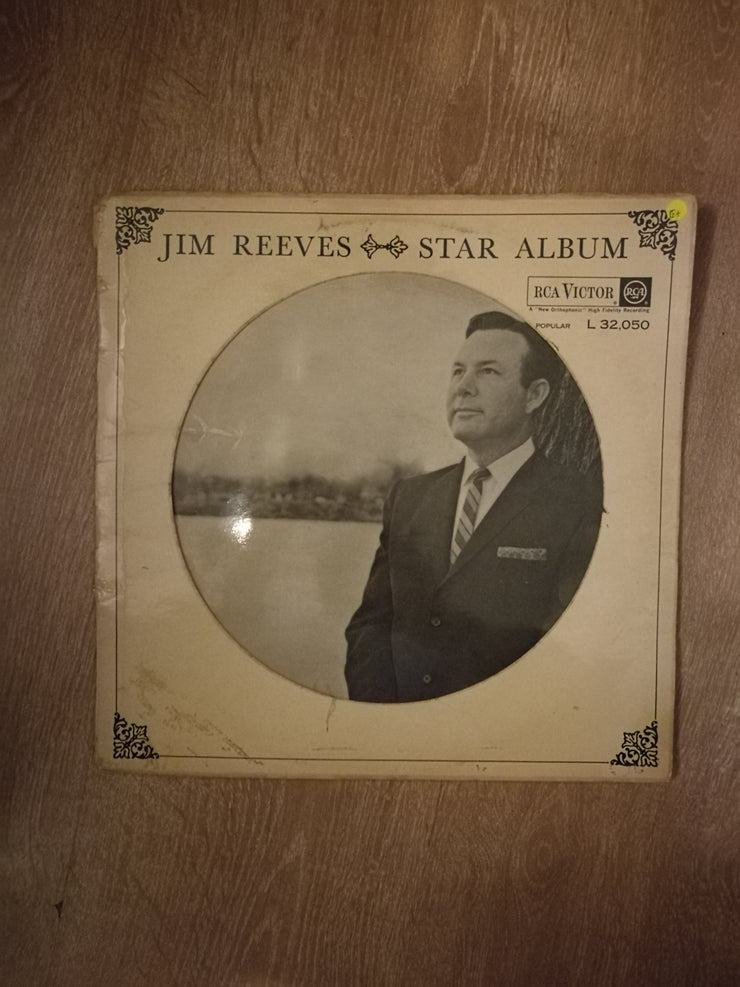 JIM REEVES STAR ALBUM
RCA VICTOR RCA
A "New Orthophonic" High Fidelity Recording
POPULAR L 32,050